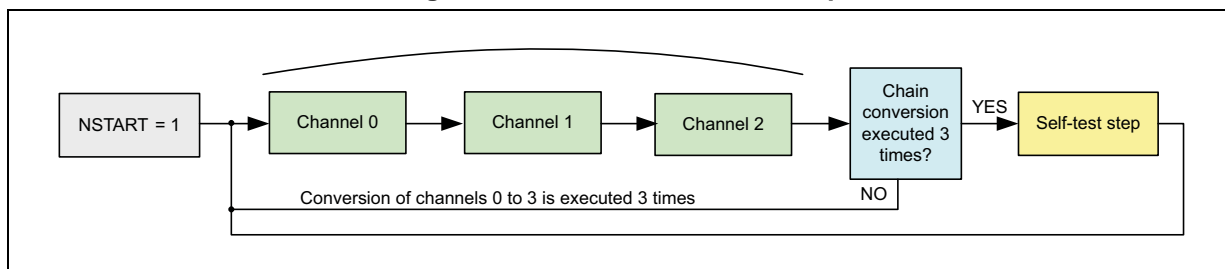 NSTART = 1
Channel 0
Channel 1
Channel 2
Chain
conversion
executed 3
times?
YES
Self-test step
NO
Conversion of channels 0 to 3 is executed 3 times